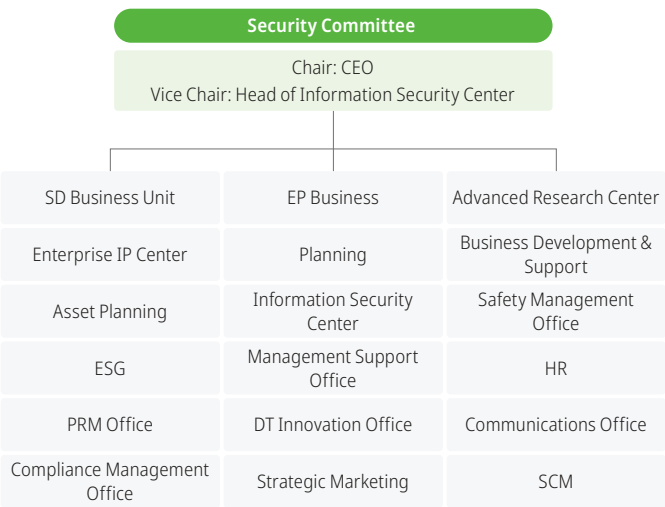 Security Committee
Chair: CEO
Vice Chair: Head of Information Security Center
SD Business Unit
EP Business
Advanced Research Center
Enterprise IP Center
Planning
Business Development &
Support
Asset Planning
Information Security
Center
Safety Management
Office
ESG
Management Support
Office
HR
PRM Office
DT Innovation Office
Communications Office
Compliance Management
Office
Strategic Marketing
SCM